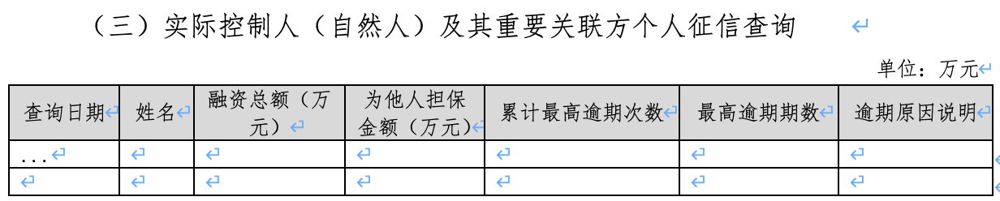 （三）实际控制人（自然人）及其重要关联方个人征信查询
单位：万元
查询日期 姓名 融资总额（万元） 为他人担保金额（万元） 累计最高逾期次数 最高逾期期数 逾期原因说明
...